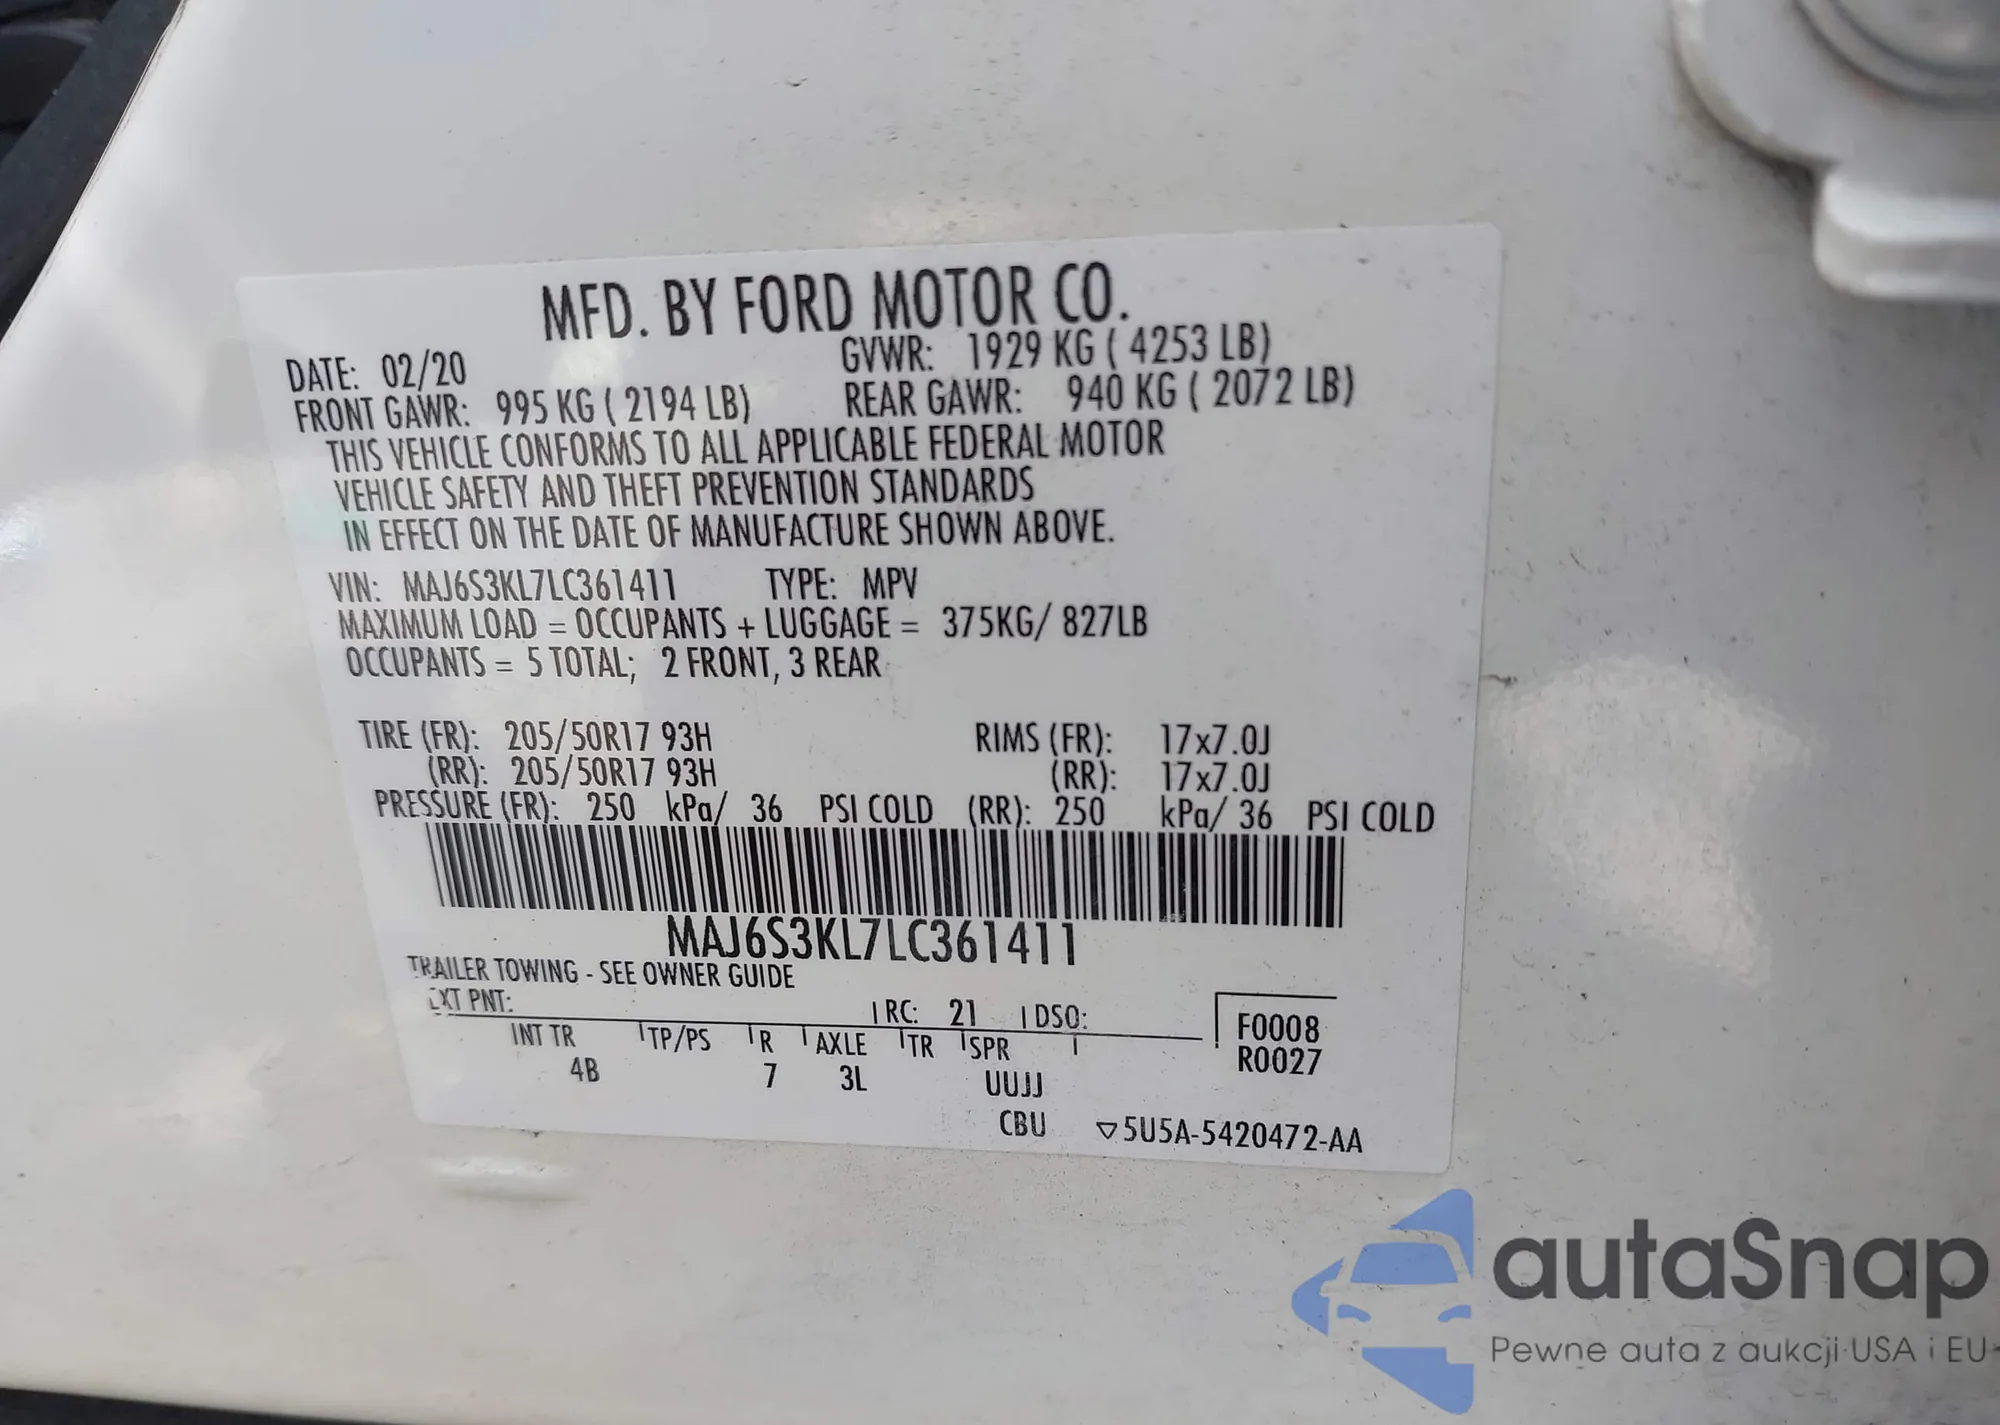 MFD. BY FORD MOTOR CO.
DATE: 02/20 GVWR: 1929 KG ( 4253 LB)
FRONT GAWR: 995 KG ( 2194 LB) REAR GAWR: 940 KG ( 2072 LB)
THIS VEHICLE CONFORMS TO ALL APPLICABLE FEDERAL MOTOR
VEHICLE SAFETY AND THEFT PREVENTION STANDARDS
IN EFFECT ON THE DATE OF MANUFACTURE SHOWN ABOVE.
VIN: MAJ6S3KL7LC361411 TYPE: MPV
MAXIMUM LOAD = OCCUPANTS + LUGGAGE = 375KG/ 827LB
OCCUPANTS = 5 TOTAL; 2 FRONT, 3 REAR
TIRE (FR): 205/50R17 93H RIMS (FR): 17x7.0J
(RR): 205/50R17 93H (RR): 17x7.0J
PRESSURE (FR): 250 kPa/ 36 PSI COLD (RR): 250 kPa/ 36 PSI COLD
MAJ6S3KL7LC361411
TRAILER TOWING - SEE OWNER GUIDE
EXT PNT: RC: 21 DSO:
F0008
INT TR TP/PS R AXLE TR SPR
R0027
4B 7 3L UUJJ
CBU ▽5U5A-5420472-AA
autaSnap
Pewne auta z aukcji USA i EU